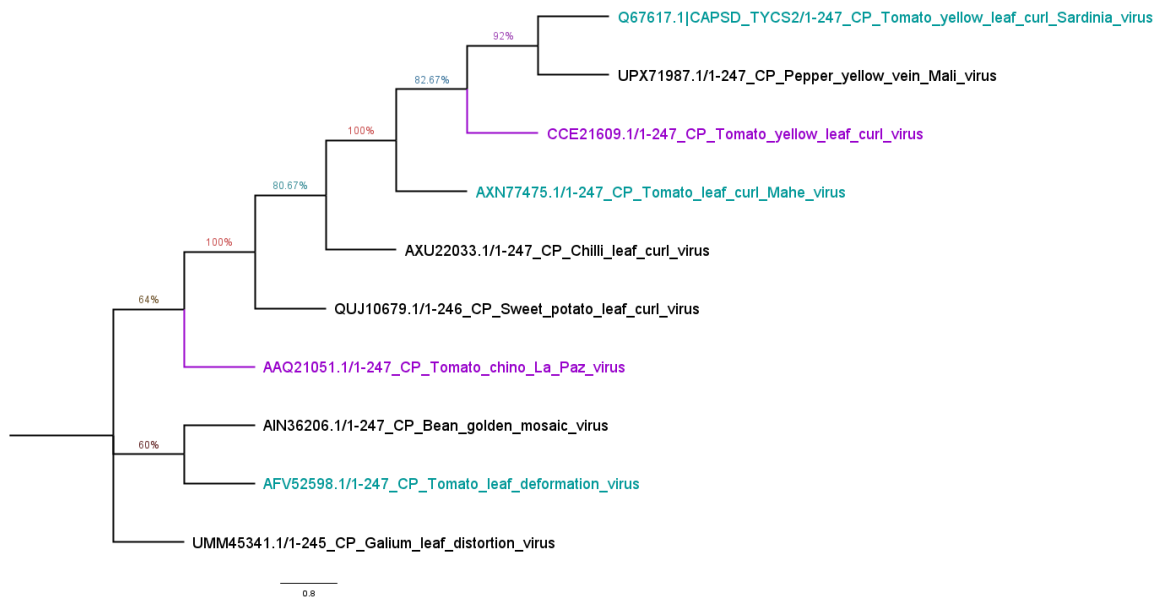 Q67617.1|CAPSD_TYCS2/1-247_CP_Tomato_yellow_leaf_curl_Sardinia_virus
92%
UPX71987.1/1-247_CP_Pepper_yellow_vein_Mali_virus
82.67%
CCE21609.1/1-247_CP_Tomato_yellow_leaf_curl_virus
100%
AXN77475.1/1-247_CP_Tomato_leaf_curl_Mahe_virus
80.67%
AXU22033.1/1-247_CP_Chilli_leaf_curl_virus
100%
QUJ10679.1/1-246_CP_Sweet_potato_leaf_curl_virus
64%
AAQ21051.1/1-247_CP_Tomato_chino_La_Paz_virus
AIN36206.1/1-247_CP_Bean_golden_mosaic_virus
60%
AFV52598.1/1-247_CP_Tomato_leaf_deformation_virus
UMM45341.1/1-245_CP_Galium_leaf_distortion_virus
0.8